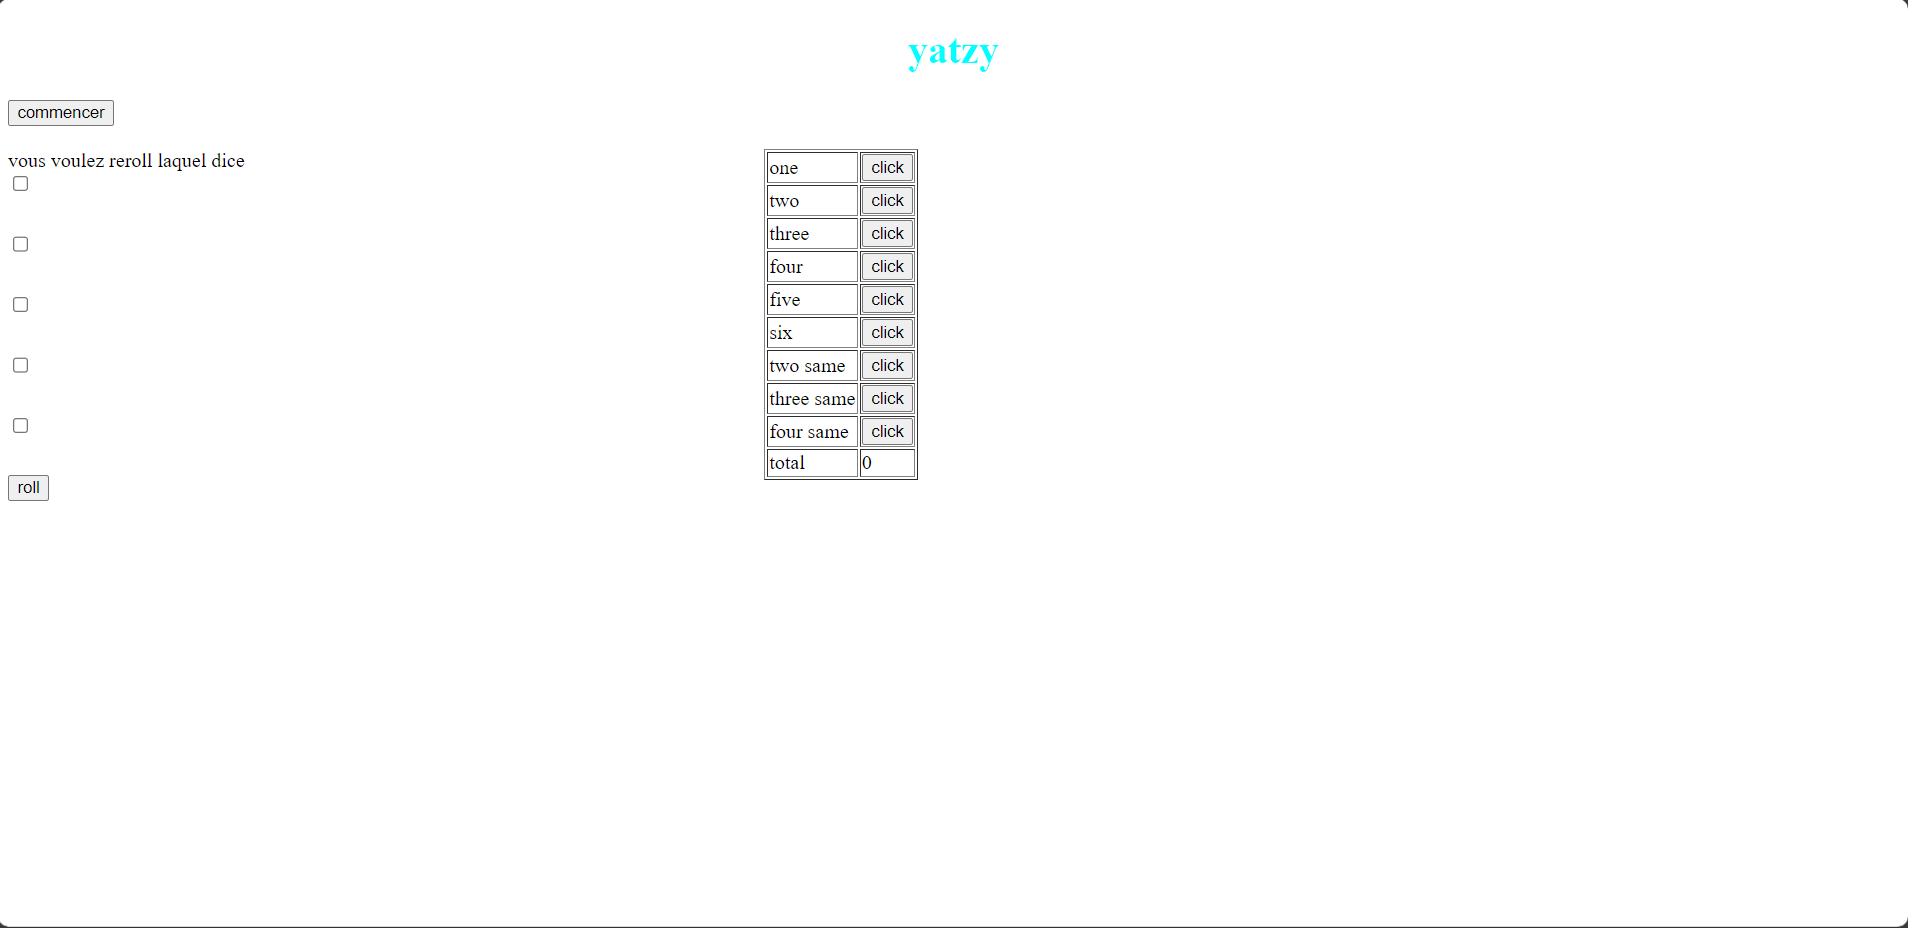 yatzy
commencer
vous voulez reroll laquel dice
roll
one click
two click
three click
four click
five click
six click
two same click
three same click
four same click
total 0